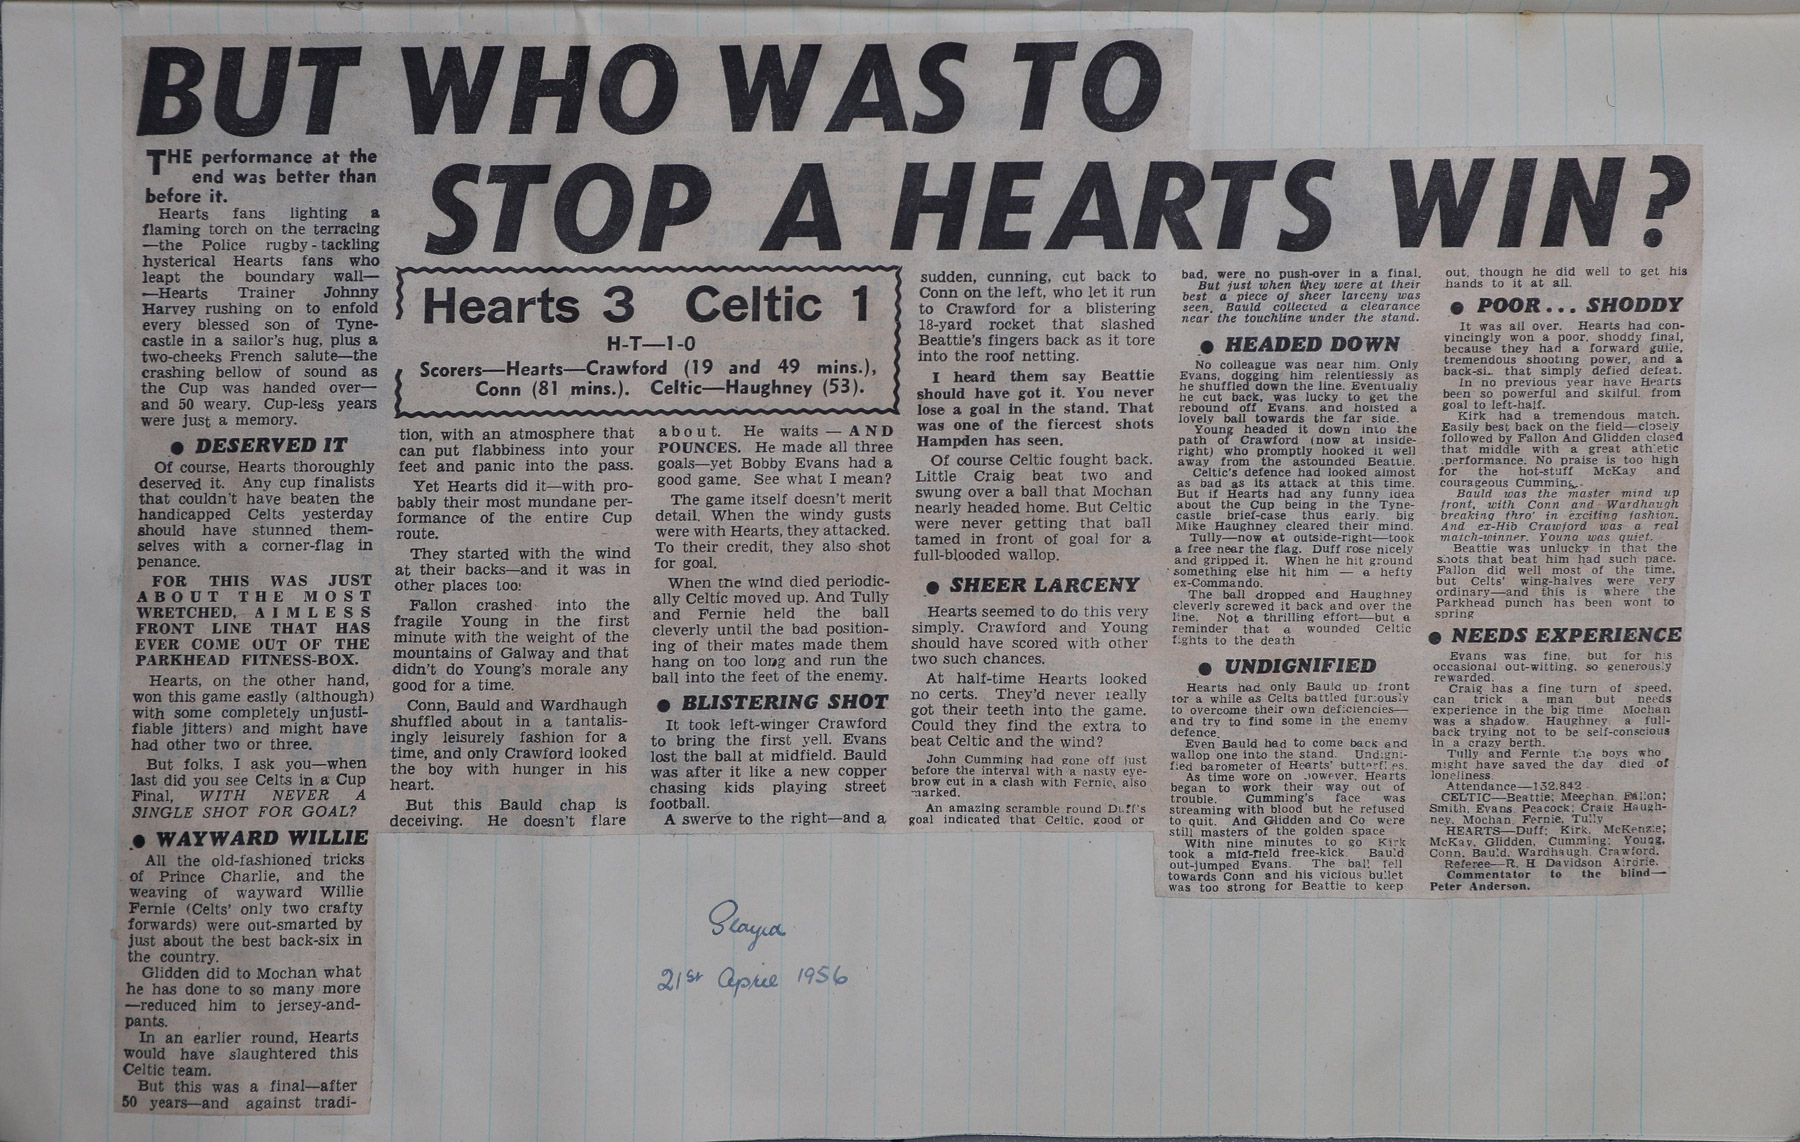 BUT WHO WAS TO
STOP A HEARTS WIN?
THE performance at the
end was better than
before it.
Hearts fans lighting a
flaming torch on the terracing
—the Police rugby-tackling
hysterical Hearts fans who
leapt the boundary wall—
—Hearts Trainer Johnny
Harvey rushing on to enfold
every blessed son of Tyne-
castle in a sailor's hug, plus a
two-cheeks French salute—the
crashing bellow of sound as
the Cup was handed over—
and 50 weary, Cup-less years
were just a memory.
● DESERVED IT
Of course, Hearts thoroughly
deserved it. Any cup finalists
that couldn't have beaten the
handicapped Celts yesterday
should have stunned them-
selves with a corner-flag in
penance.
FOR THIS WAS JUST
ABOUT THE MOST
WRETCHED, AIMLESS
FRONT LINE THAT HAS
EVER COME OUT OF THE
PARKHEAD FITNESS-BOX.
Hearts, on the other hand,
won this game easily (although)
with some completely unjusti-
fiable jitters) and might have
had other two or three.
But folks, I ask you—when
last did you see Celts in a Cup
Final, WITH NEVER A
SINGLE SHOT FOR GOAL?
● WAYWARD WILLIE
All the old-fashioned tricks
of Prince Charlie, and the
weaving of wayward Willie
Fernie (Celts' only two crafty
forwards) were out-smarted by
just about the best back-six in
the country.
Glidden did to Mochan what
he has done to so many more
—reduced him to jersey-and-
pants.
In an earlier round, Hearts
would have slaughtered this
Celtic team.
But this was a final—after
50 years—and against tradi-
Hearts 3 Celtic 1
H-T—1-0
Scorers—Hearts—Crawford (19 and 49 mins.),
Conn (81 mins.). Celtic—Haughney (53).
tion, with an atmosphere that
can put flabbiness into your
feet and panic into the pass.
Yet Hearts did it—with pro-
bably their most mundane per-
formance of the entire Cup
route.
They started with the wind
at their backs—and it was in
other places too:
Fallon crashed into the
fragile Young in the first
minute with the weight of the
mountains of Galway and that
didn't do Young's morale any
good for a time.
Conn, Bauld and Wardhaugh
shuffled about in a tantalis-
ingly leisurely fashion for a
time, and only Crawford looked
the boy with hunger in his
heart.
But this Bauld chap is
deceiving. He doesn't flare
about. He waits — AND
POUNCES. He made all three
goals—yet Bobby Evans had a
good game. See what I mean?
The game itself doesn't merit
detail. When the windy gusts
were with Hearts, they attacked.
To their credit, they also shot
for goal.
When the wind died periodic-
ally Celtic moved up. And Tully
and Fernie held the ball
cleverly until the bad position-
ing of their mates made them
hang on too long and run the
ball into the feet of the enemy.
● BLISTERING SHOT
It took left-winger Crawford
to bring the first yell. Evans
lost the ball at midfield. Bauld
was after it like a new copper
chasing kids playing street
football.
A swerve to the right—and a
sudden, cunning, cut back to
Conn on the left, who let it run
to Crawford for a blistering
18-yard rocket that slashed
Beattie's fingers back as it tore
into the roof netting.
I heard them say Beattie
should have got it. You never
lose a goal in the stand. That
was one of the fiercest shots
Hampden has seen.
Of course Celtic fought back.
Little Craig beat two and
swung over a ball that Mochan
nearly headed home. But Celtic
were never getting that ball
tamed in front of goal for a
full-blooded wallop.
● SHEER LARCENY
Hearts seemed to do this very
simply. Crawford and Young
should have scored with other
two such chances.
At half-time Hearts looked
no certs. They'd never really
got their teeth into the game.
Could they find the extra to
beat Celtic and the wind?
John Cumming had gone off just
before the interval with a nasty eye-
brow cut in a clash with Fernie, also
marked.
An amazing scramble round Duff's
goal indicated that Celtic, good or
bad, were no push-over in a final.
But just when they were at their
best a piece of sheer larceny was
seen. Bauld collected a clearance
near the touchline under the stand.
● HEADED DOWN
No colleague was near him. Only
Evans, dogging him relentlessly as
he shuffled down the line. Eventually
he cut back, was lucky to get the
rebound off Evans and hoisted a
lovely ball towards the far side.
Young headed it down into the
path of Crawford (now at inside-
right) who promptly hooked it well
away from the astounded Beattie.
Celtic's defence had looked almost
as bad as its attack at this time.
But if Hearts had any funny idea
about the Cup being in the Tyne-
castle brief-case thus early, big
Mike Haughney cleared their mind.
Tully—now at outside-right—took
a free near the flag. Duff rose nicely
and gripped it. When he hit ground
something else hit him — a hefty
ex-Commando.
The ball dropped and Haughney
cleverly screwed it back and over the
line. Not a thrilling effort—but a
reminder that a wounded Celtic
fights to the death
● UNDIGNIFIED
Hearts had only Bauld up front
for a while as Celts battled furiously
to overcome their own deficiencies—
and try to find some in the enemy
defence.
Even Bauld had to come back and
wallop one into the stand. Undigni-
fied barometer of Hearts' butterflies.
As time wore on however, Hearts
began to work their way out of
trouble. Cumming's face was
streaming with blood but he refused
to quit. And Glidden and Co were
still masters of the golden space
With nine minutes to go Kirk
took a mid-field free-kick. Bauld
out-jumped Evans. The ball fell
towards Conn and his vicious bullet
was too strong for Beattie to keep
out, though he did well to get his
hands to it at all.
● POOR... SHODDY
It was all over. Hearts had con-
vincingly won a poor, shoddy final,
because they had a forward guile,
tremendous shooting power, and a
back-six that simply defied defeat.
In no previous year have Hearts
been so powerful and skilful, from
goal to left-half.
Kirk had a tremendous match.
Easily best back on the field—closely
followed by Fallon And Glidden closed
that middle with a great athletic
performance. No praise is too high
for the hot-stuff McKay and
courageous Cumming.
Bauld was the master mind up
front, with Conn and Wardhaugh
breaking thro' in exciting fashion.
And ex-Hib Crawford was a real
match-winner. Young was quiet.
Beattie was unlucky in that the
shots that beat him had such pace.
Fallon did well most of the time,
but Celts' wing-halves were very
ordinary—and this is where the
Parkhead punch has been wont to
spring
● NEEDS EXPERIENCE
Evans was fine, but for his
occasional out-witting, so generously
rewarded.
Craig has a fine turn of speed,
can trick a man but needs
experience in the big time Mochan
was a shadow. Haughney a full-
back trying not to be self-conscious
in a crazy berth.
Tully and Fernie the boys who
might have saved the day died of
loneliness.
Attendance—132,842
CELTIC—Beattie; Meechan Fallon;
Smith, Evans, Peacock; Craig Haugh-
ney, Mochan, Fernie, Tully
HEARTS—Duff; Kirk, McKenzie;
McKay, Glidden, Cumming; Young,
Conn, Bauld, Wardhaugh, Crawford.
Referee—R. H Davidson Airdrie.
Commentator to the blind—
Peter Anderson.
Played
21st April 1956